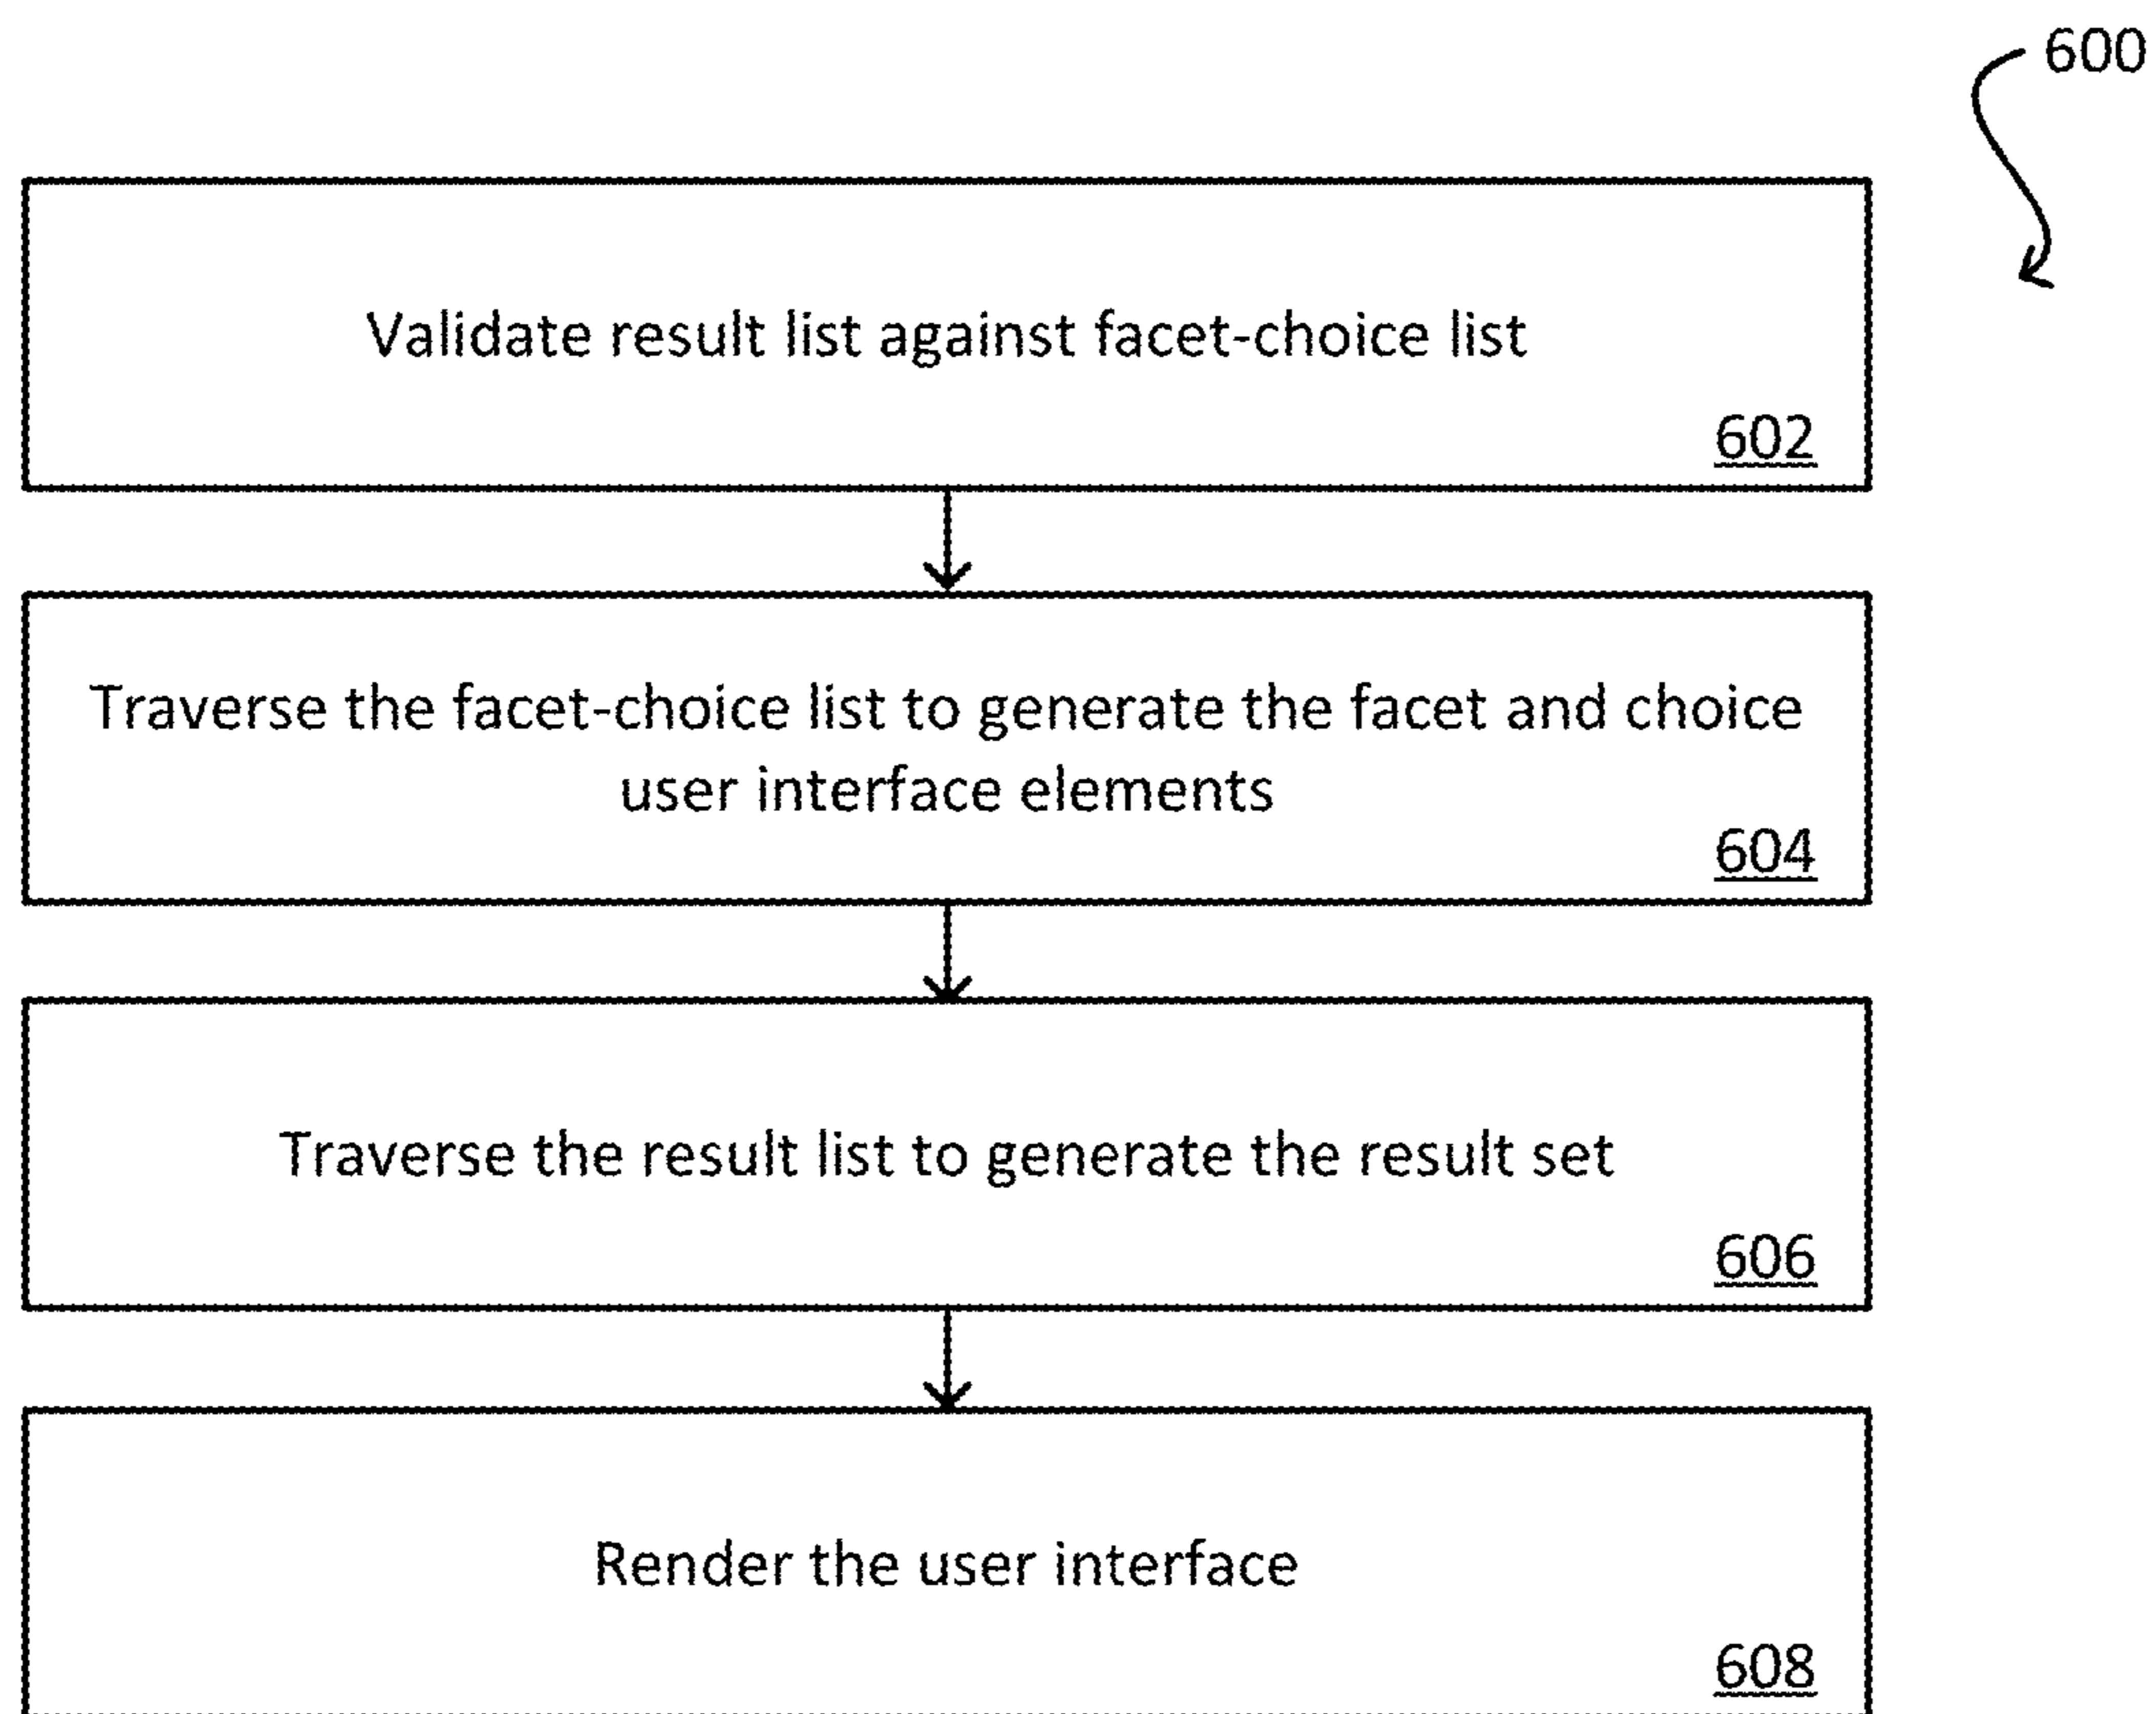 600
Validate result list against facet-choice list
602
Traverse the facet-choice list to generate the facet and choice
user interface elements
604
Traverse the result list to generate the result set
606
Render the user interface
608